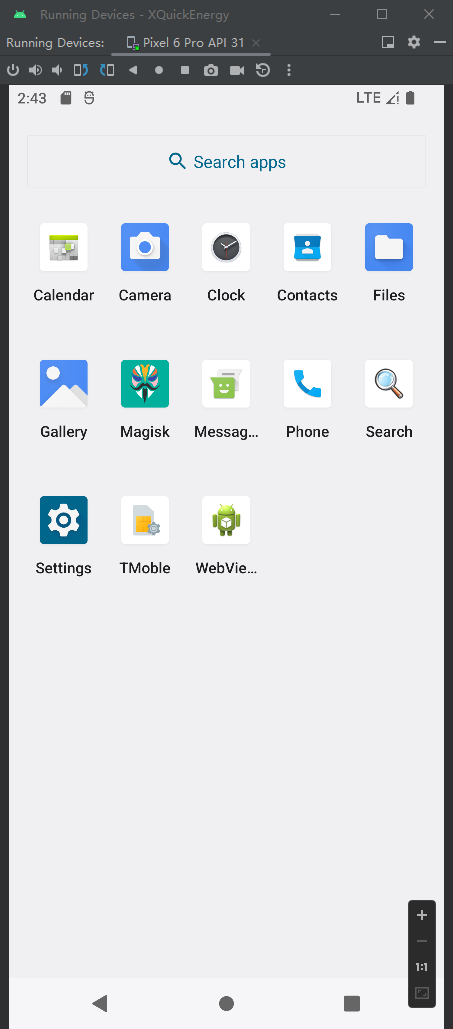 Running Devices - XQuickEnergy
Running Devices: Pixel 6 Pro API 31
2:43 LTE
Search apps
Calendar Camera Clock Contacts Files
Gallery Magisk Messag... Phone Search
Settings TMoble WebVie...
1:1